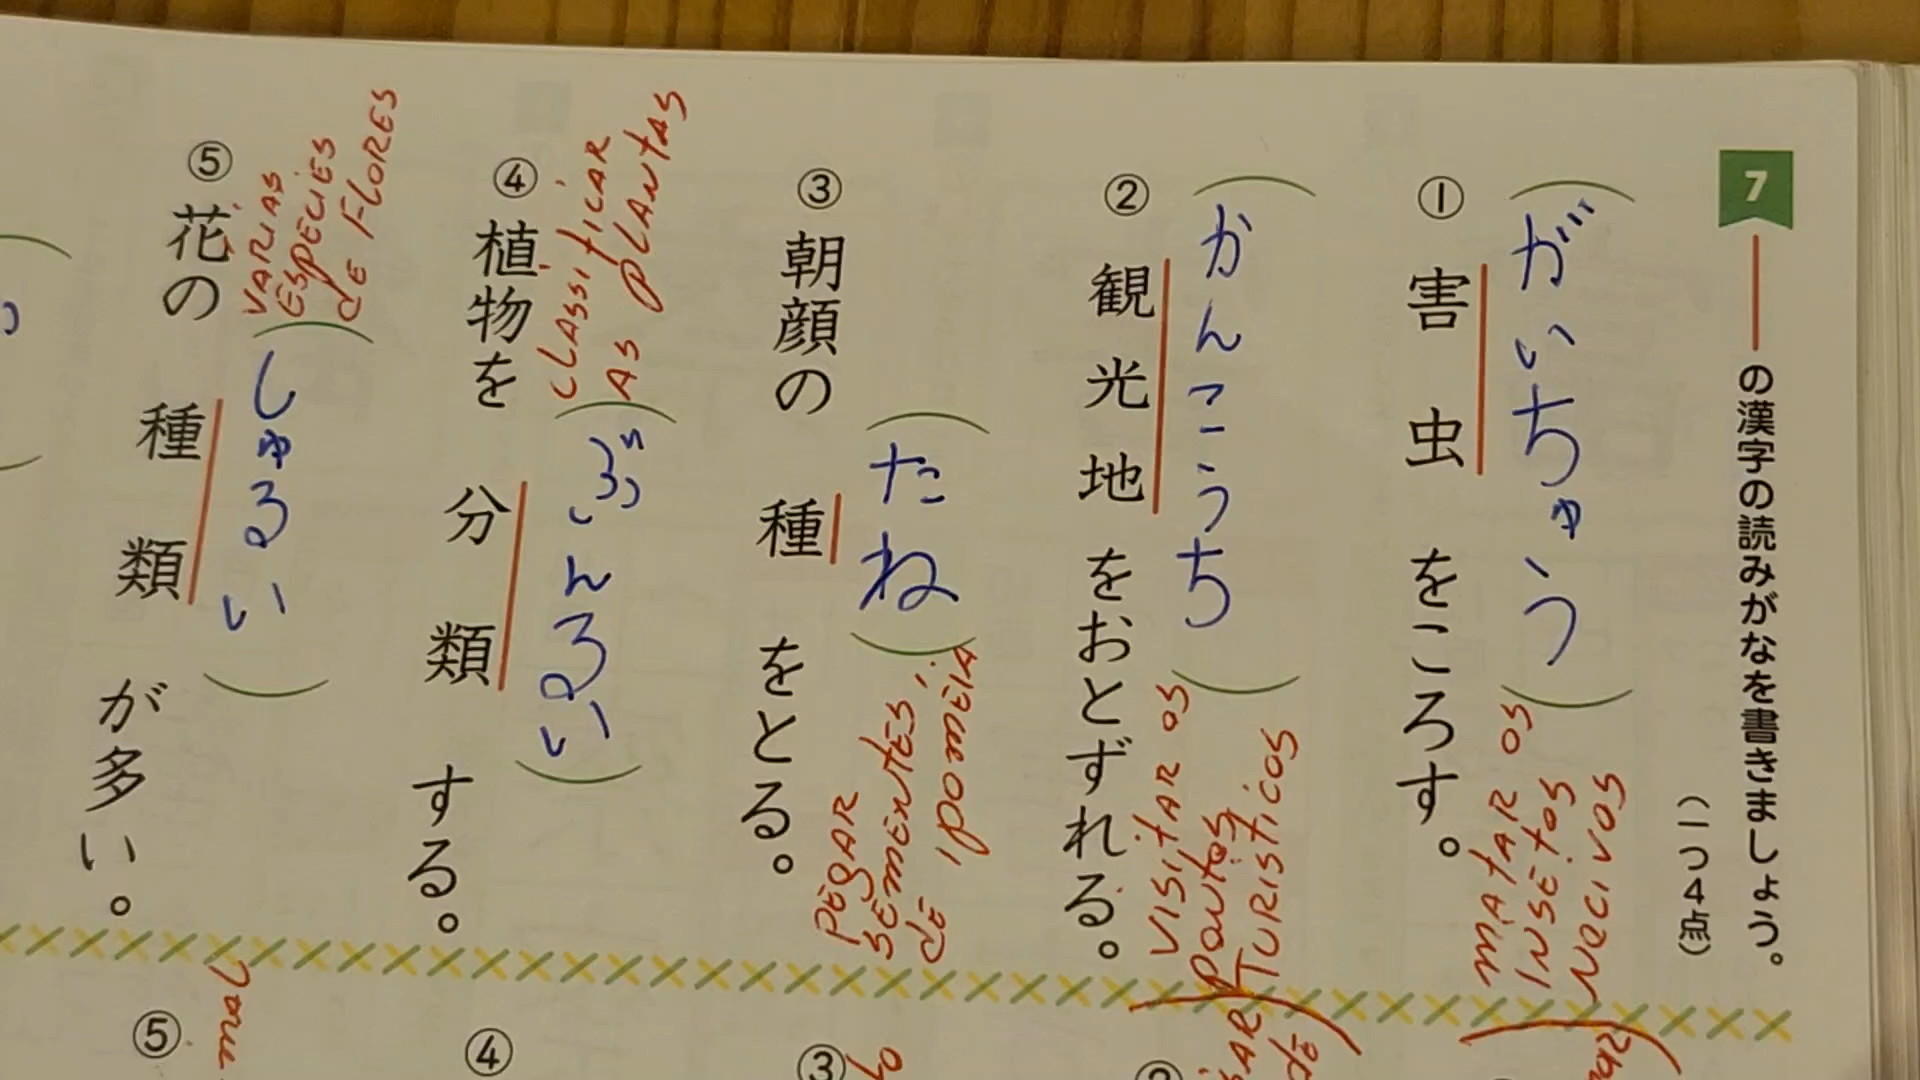 7
の漢字の読みがなを書きましょう。
（一つ4点）
①害虫をころす。
がいちゅう
matar os
insetos
necivos
②観光地をおとずれる。
かんこうち
visitar os
pontos
turisticos
③朝顔の種をとる。
たね
pegar
sementes
de ipomeia
④植物を分類する。
ぶんるい
classificar
as plantas
⑤花の種類が多い。
しゅるい
varias
especies
de flores
③
④
⑤